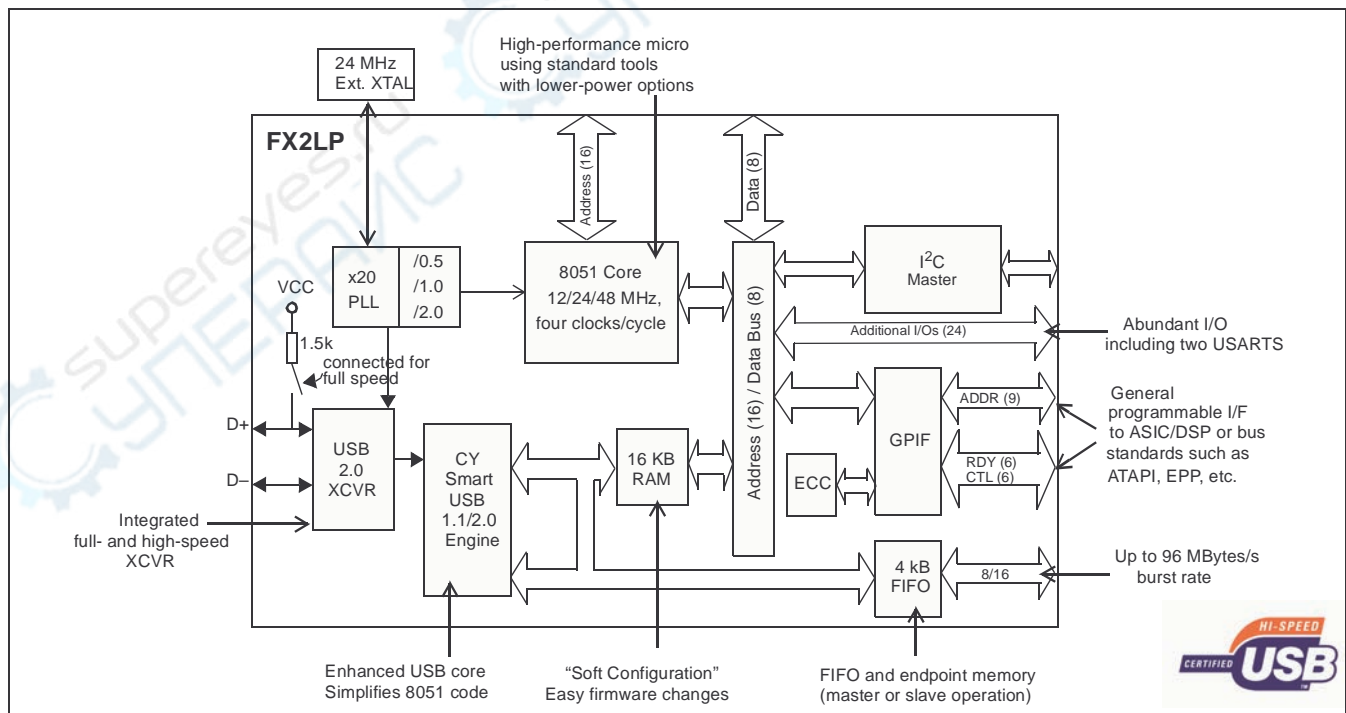 24 MHz
Ext. XTAL
High-performance micro
using standard tools
with lower-power options
FX2LP
Address (16)
Data (8)
x20
PLL
/0.5
/1.0
/2.0
8051 Core
12/24/48 MHz,
four clocks/cycle
I²C
Master
VCC
1.5k
connected for
full speed
Address (16) / Data Bus (8)
Additional I/Os (24)
Abundant I/O
including two USARTS
ADDR (9)
GPIF
RDY (6)
CTL (6)
General
programmable I/F
to ASIC/DSP or bus
standards such as
ATAPI, EPP, etc.
D+
D–
USB
2.0
XCVR
CY
Smart
USB
1.1/2.0
Engine
16 KB
RAM
ECC
Integrated
full- and high-speed
XCVR
4 kB
FIFO
8/16
Up to 96 MBytes/s
burst rate
Enhanced USB core
Simplifies 8051 code
“Soft Configuration”
Easy firmware changes
FIFO and endpoint memory
(master or slave operation)
HI-SPEED
CERTIFIED
USB
TM
supereyes.ru
СУПЕРАЙС